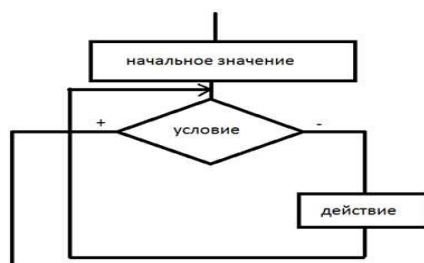 начальное значение
+
условие
-
действие